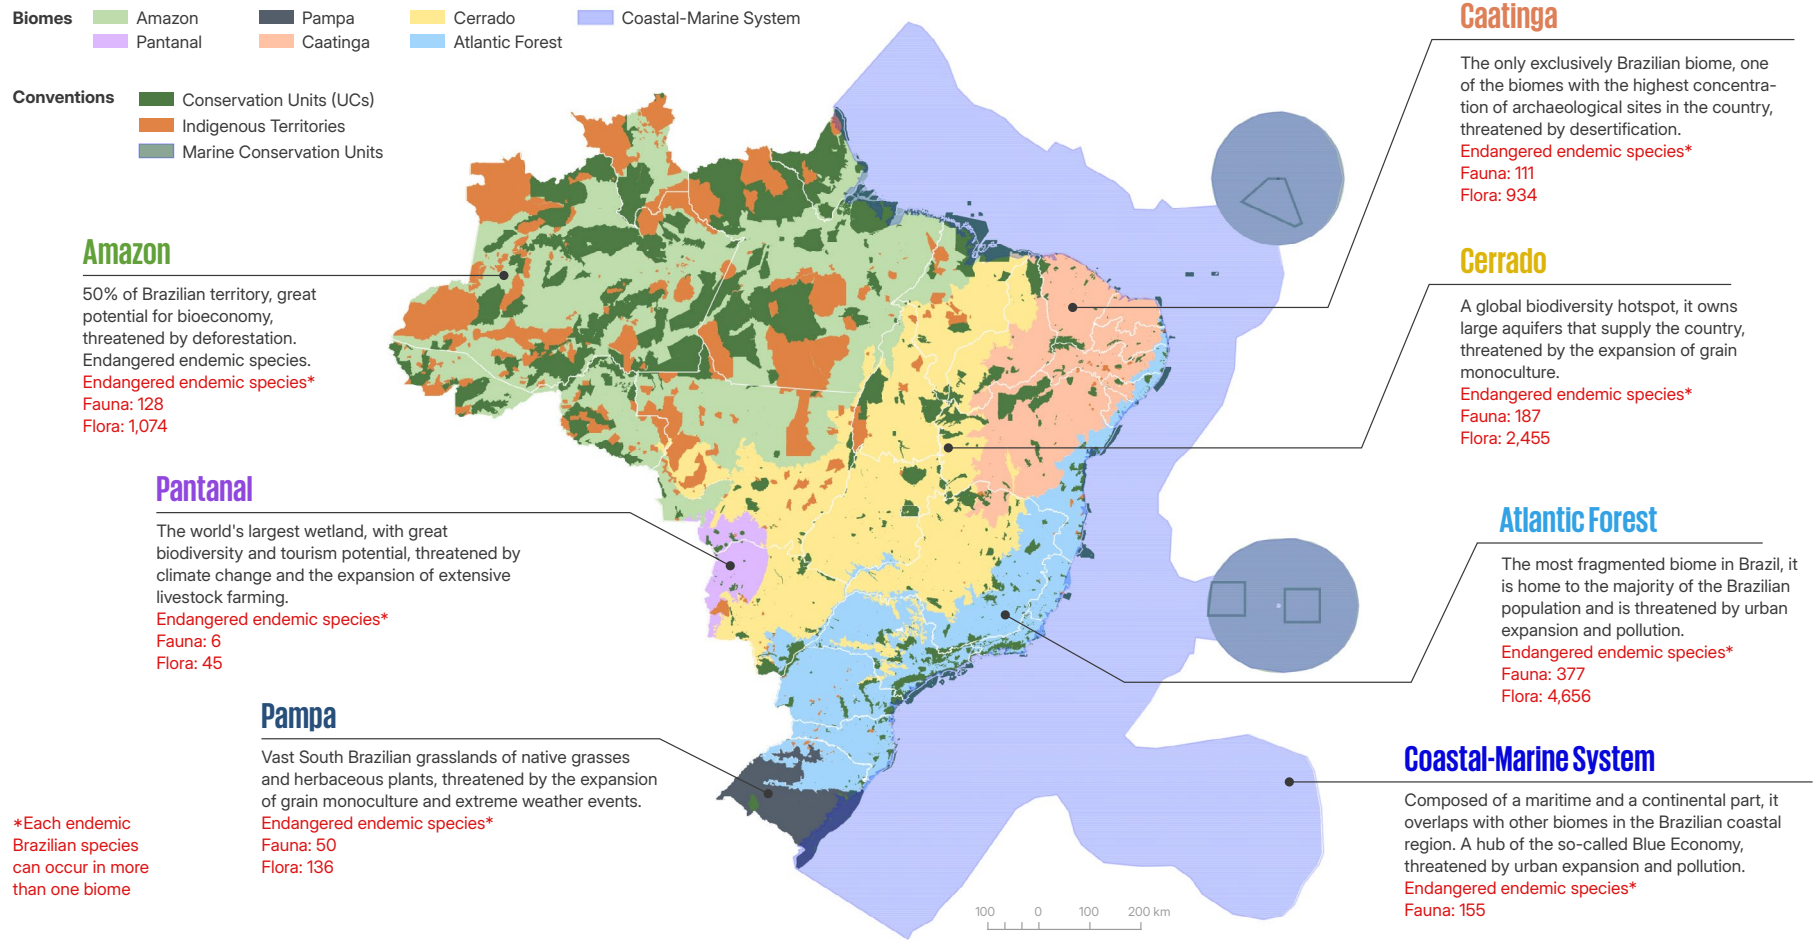 Biomes
Amazon
Pampa
Cerrado
Coastal-Marine System
Pantanal
Caatinga
Atlantic Forest
Conventions
Conservation Units (UCs)
Indigenous Territories
Marine Conservation Units
Caatinga
The only exclusively Brazilian biome, one
of the biomes with the highest concentra-
tion of archaeological sites in the country,
threatened by desertification.
Endangered endemic species*
Fauna: 111
Flora: 934
Amazon
50% of Brazilian territory, great
potential for bioeconomy,
threatened by deforestation.
Endangered endemic species.
Endangered endemic species*
Fauna: 128
Flora: 1,074
Cerrado
A global biodiversity hotspot, it owns
large aquifers that supply the country,
threatened by the expansion of grain
monoculture.
Endangered endemic species*
Fauna: 187
Flora: 2,455
Pantanal
The world's largest wetland, with great
biodiversity and tourism potential, threatened by
climate change and the expansion of extensive
livestock farming.
Endangered endemic species*
Fauna: 6
Flora: 45
Atlantic Forest
The most fragmented biome in Brazil, it
is home to the majority of the Brazilian
population and is threatened by urban
expansion and pollution.
Endangered endemic species*
Fauna: 377
Flora: 4,656
Pampa
Vast South Brazilian grasslands of native grasses
and herbaceous plants, threatened by the expansion
of grain monoculture and extreme weather events.
Endangered endemic species*
Fauna: 50
Flora: 136
Coastal-Marine System
Composed of a maritime and a continental part, it
overlaps with other biomes in the Brazilian coastal
region. A hub of the so-called Blue Economy,
threatened by urban expansion and pollution.
Endangered endemic species*
Fauna: 155
*Each endemic
Brazilian species
can occur in more
than one biome
100 0 100 200 km